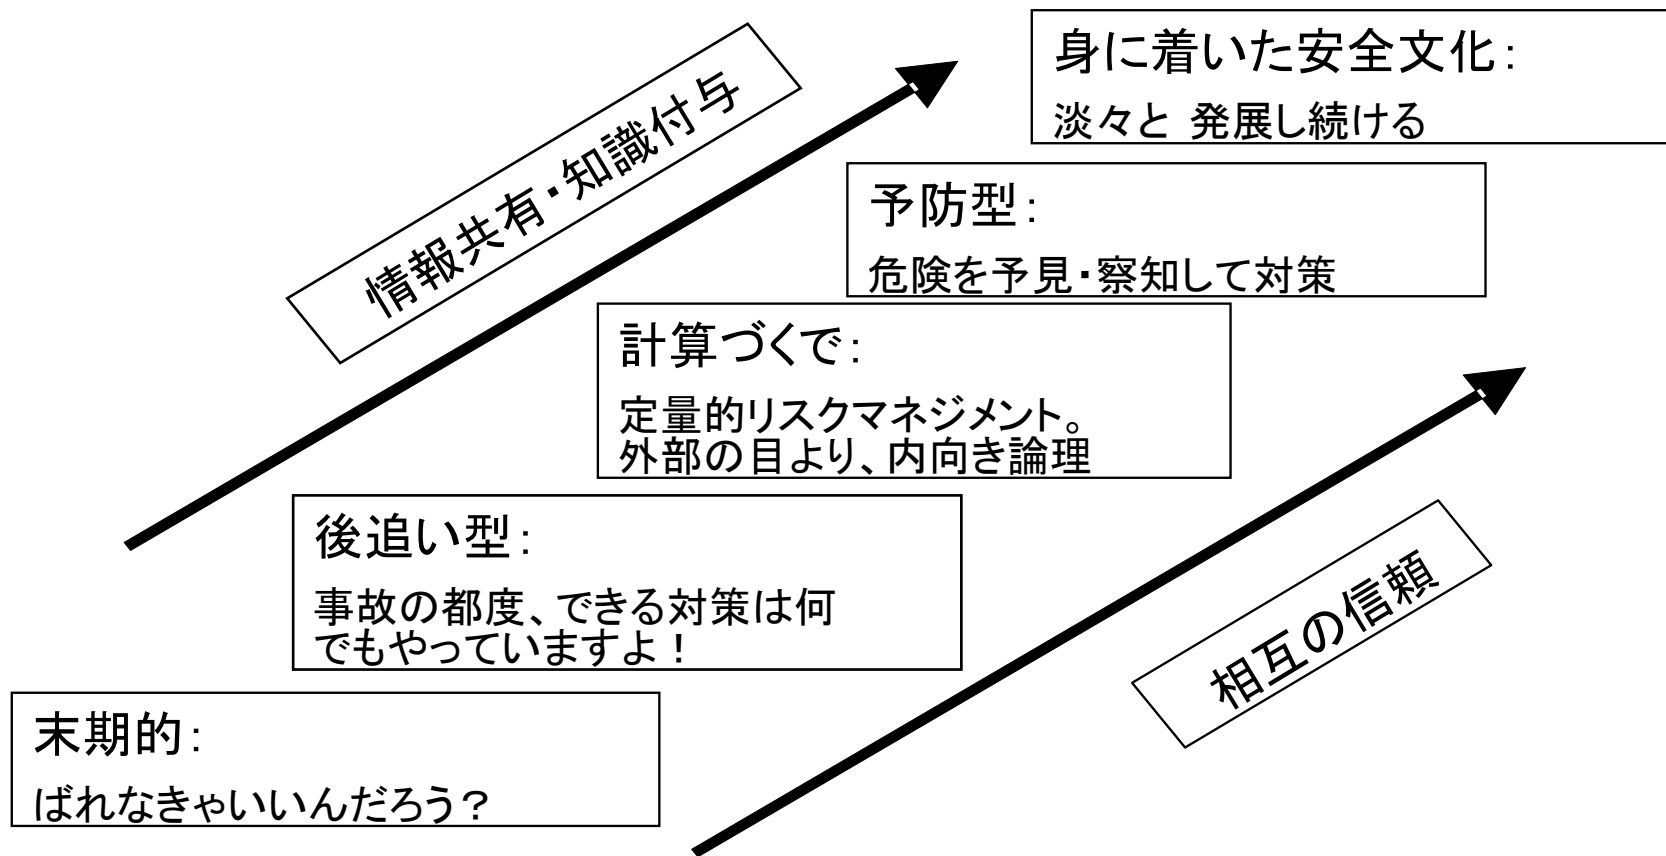 身に着いた安全文化：
淡々と 発展し続ける
情報共有・知識付与
予防型：
危険を予見・察知して対策
計算づくで：
定量的リスクマネジメント。
外部の目より、内向き論理
後追い型：
事故の都度、できる対策は何
でもやっていますよ！
相互の信頼
末期的：
ばれなきゃいいんだろう？